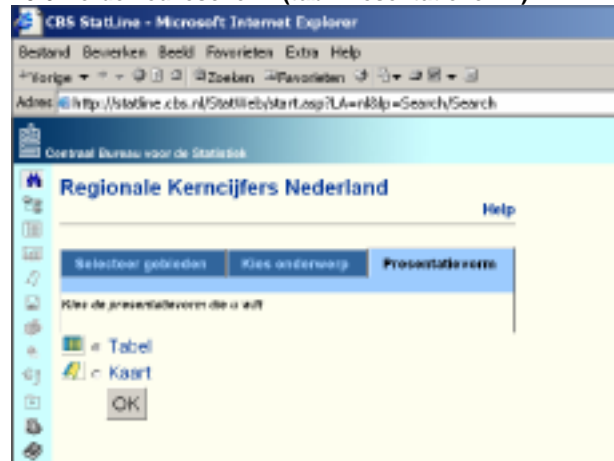 CBS StatLine - Microsoft Internet Explorer
Bestand Bewerken Beeld Favorieten Extra Help
Vorige Zoeken Favorieten
Adres http://statline.cbs.nl/StatWeb/start.asp?LA=nl&lp=Search/Search
Centraal Bureau voor de Statistiek
Regionale Kerncijfers Nederland
Help
Selecteer gebieden Kies onderwerp Presentatievorm
Kies de presentatievorm die u wilt
Tabel
Kaart
OK